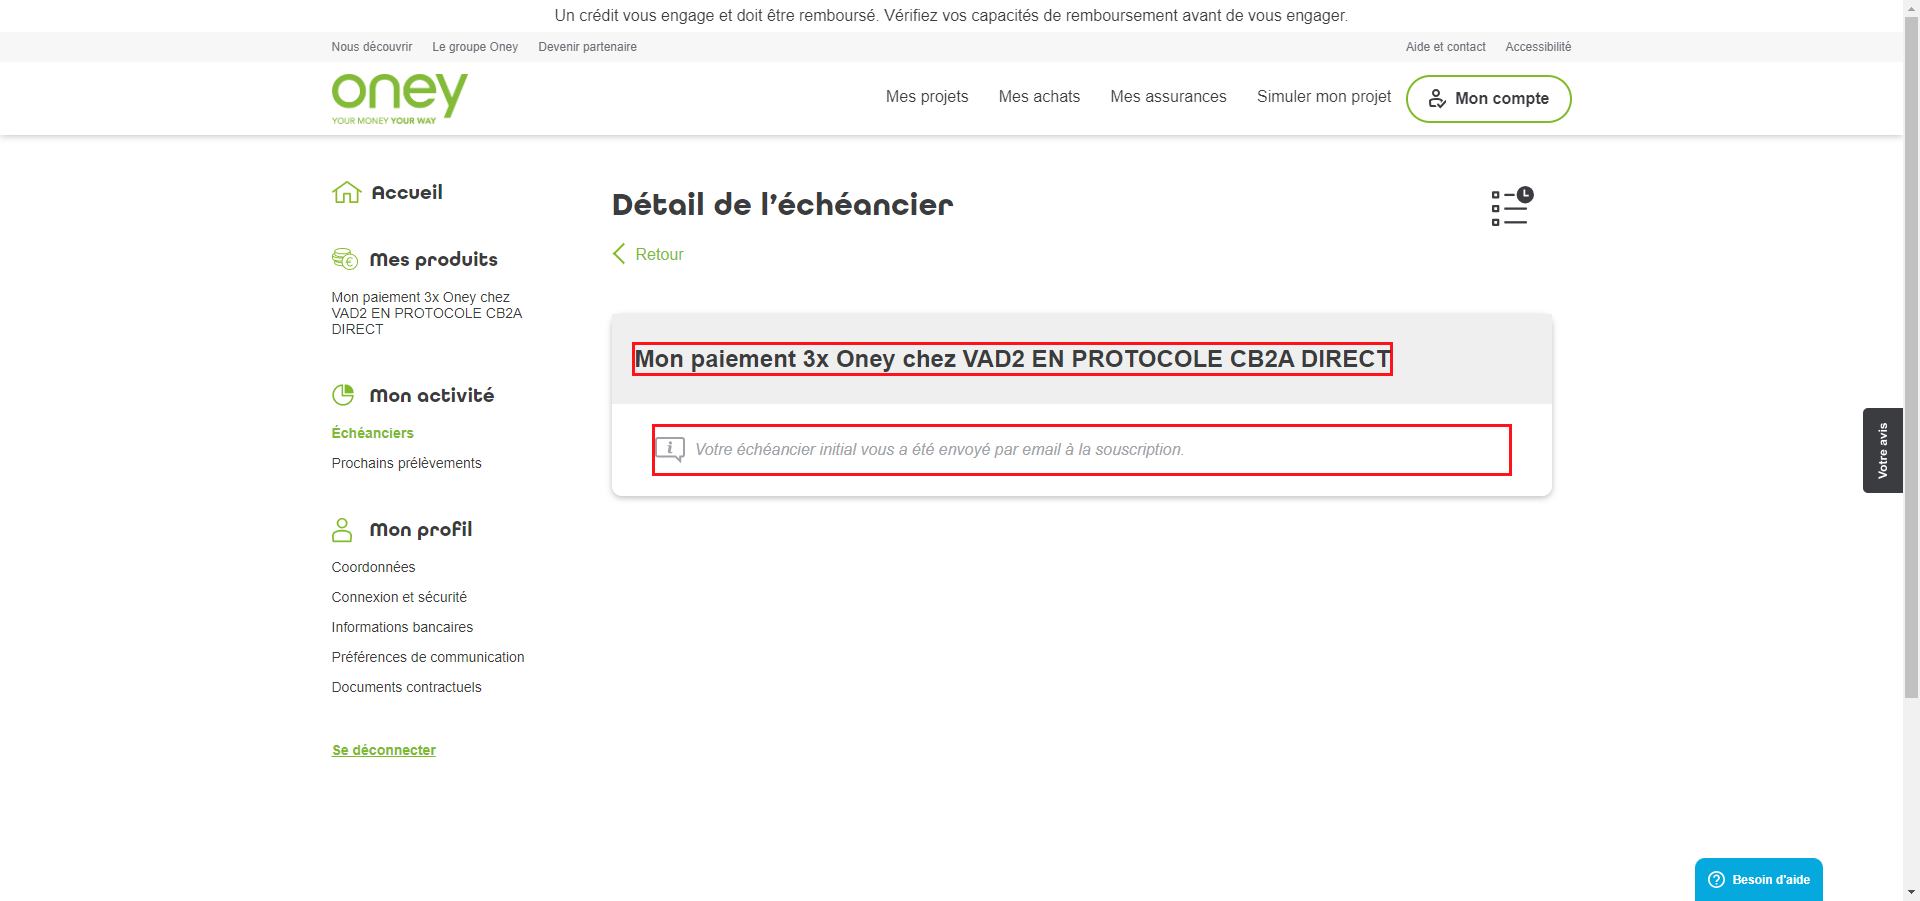 Un crédit vous engage et doit être remboursé. Vérifiez vos capacités de remboursement avant de vous engager.
Nous découvrir Le groupe Oney Devenir partenaire Aide et contact Accessibilité
oney
YOUR MONEY YOUR WAY
Mes projets Mes achats Mes assurances Simuler mon projet Mon compte
Accueil
Mes produits
Mon paiement 3x Oney chez
VAD2 EN PROTOCOLE CB2A
DIRECT
Mon activité
Échéanciers
Prochains prélèvements
Mon profil
Coordonnées
Connexion et sécurité
Informations bancaires
Préférences de communication
Documents contractuels
Se déconnecter
Détail de l'échéancier
Retour
Mon paiement 3x Oney chez VAD2 EN PROTOCOLE CB2A DIRECT
Votre échéancier initial vous a été envoyé par email à la souscription.
Votre avis
Besoin d'aide